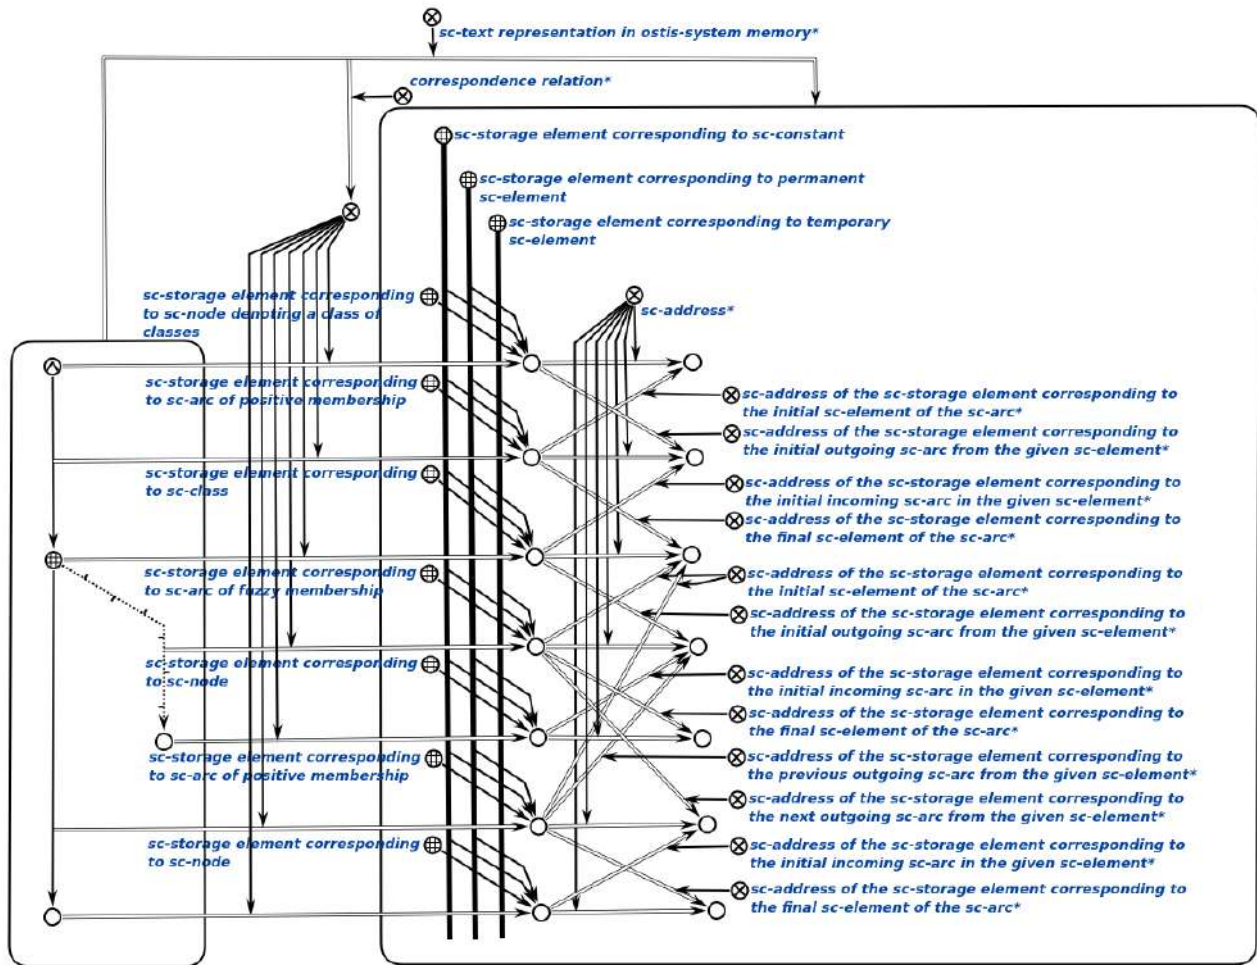 sc-text representation in ostis-system memory*
correspondence relation*
sc-storage element corresponding to sc-constant
sc-storage element corresponding to permanent
sc-element
sc-storage element corresponding to temporary
sc-element
sc-storage element corresponding
to sc-node denoting a class of
classes
sc-address*
sc-storage element corresponding
to sc-arc of positive membership
sc-address of the sc-storage element corresponding to
the initial sc-element of the sc-arc*
sc-address of the sc-storage element corresponding to
the initial outgoing sc-arc from the given sc-element*
sc-storage element corresponding
to sc-class
sc-address of the sc-storage element corresponding to
the initial incoming sc-arc in the given sc-element*
sc-address of the sc-storage element corresponding to
the final sc-element of the sc-arc*
sc-storage element corresponding
to sc-arc of fuzzy membership
sc-address of the sc-storage element corresponding to
the initial sc-element of the sc-arc*
sc-address of the sc-storage element corresponding to
the initial outgoing sc-arc from the given sc-element*
sc-storage element corresponding
to sc-node
sc-address of the sc-storage element corresponding to
the initial incoming sc-arc in the given sc-element*
sc-address of the sc-storage element corresponding to
the final sc-element of the sc-arc*
sc-storage element corresponding
to sc-arc of positive membership
sc-address of the sc-storage element corresponding to
the previous outgoing sc-arc from the given sc-element*
sc-address of the sc-storage element corresponding to
the next outgoing sc-arc from the given sc-element*
sc-storage element corresponding
to sc-node
sc-address of the sc-storage element corresponding to
the initial incoming sc-arc in the given sc-element*
sc-address of the sc-storage element corresponding to
the final sc-element of the sc-arc*